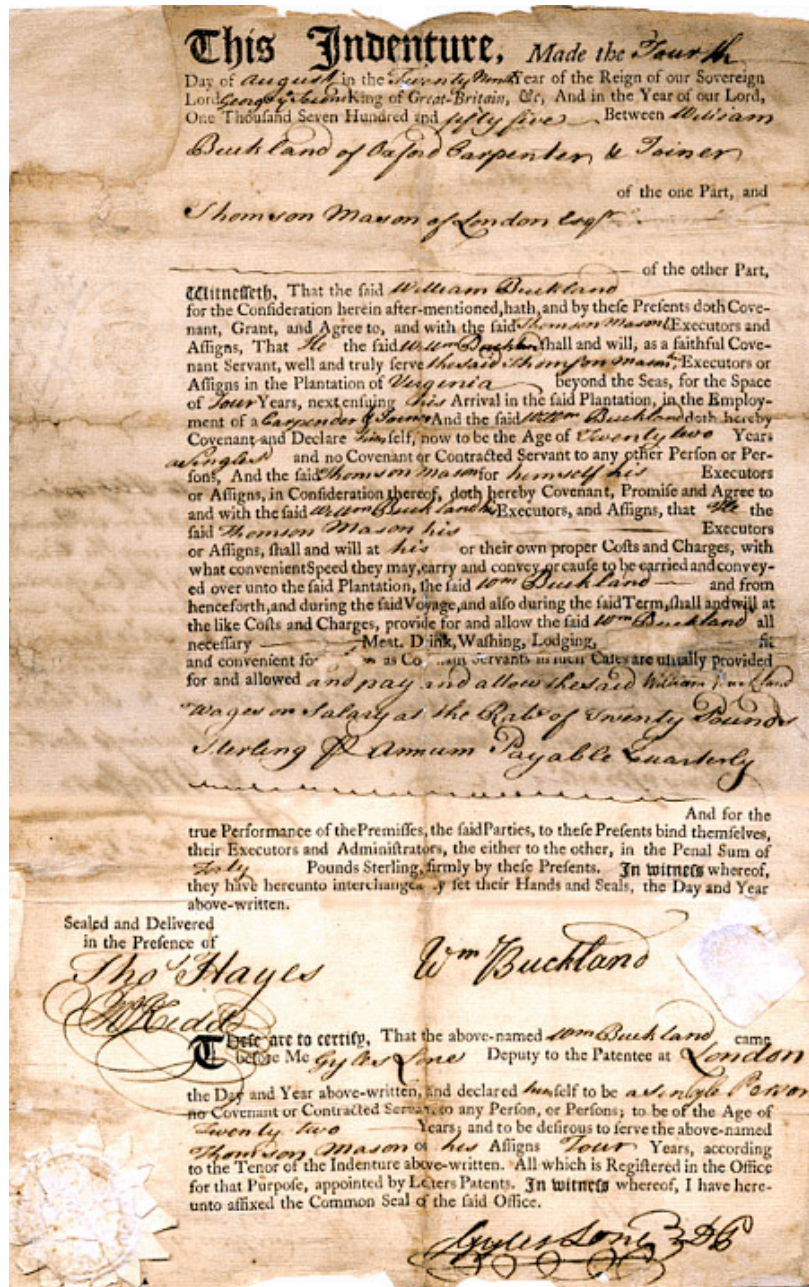 This Indenture, Made the Fourth
Day of August in the Twenty Ninth Year of the Reign of our Sovereign
Lord George Second King of Great-Britain, &c, And in the Year of our Lord,
One Thousand Seven Hundred and fifty five Between William
Buckland of Oxford Carpenter & Joiner
of the one Part, and
Thomson Mason of London Esqr.
of the other Part,
Witnesseth, That the said William Buckland
for the Consideration herein after-mentioned, hath, and by these Presents doth Cove-
nant, Grant, and Agree to, and with the said Thomson Mason Executors and
Assigns, That He the said Wm Buckland shall and will, as a faithful Cove-
nant Servant, well and truly serve the said Thomson Mason Executors or
Assigns in the Plantation of Virginia beyond the Seas, for the Space
of Four Years, next ensuing his Arrival in the said Plantation, in the Employ-
ment of a Carpender & Joiner And the said Wm Buckland doth hereby
Covenant and Declare himself, now to be the Age of Twenty two Years
a Single and no Covenant or Contracted Servant to any other Person or Per-
sons, And the said Thomson Mason for himself his Executors
or Assigns, in Consideration thereof, doth hereby Covenant, Promise and Agree to
and with the said Wm Buckland his Executors, and Assigns, that He the
said Thomson Mason his Executors
or Assigns, shall and will at his or their own proper Costs and Charges, with
what convenient Speed they may, carry and convey, or cause to be carried and convey-
ed over unto the said Plantation, the said Wm Buckland and from
henceforth, and during the said Voyage, and also during the said Term, shall and will at
the like Costs and Charges, provide for and allow the said Wm Buckland all
necessary Meat, Drink, Washing, Lodging, fit
and convenient for as Covenant Servants in such Cases are usually provided
for and allowed and pay and allow the said William Buckland
Wages or Salary at the Rate of Twenty Pounds
Sterling ⅌ Annum Payable Quarterly
And for the
true Performance of the Premisses, the said Parties, to these Presents bind themselves,
their Executors and Administrators, the either to the other, in the Penal Sum of
Forty Pounds Sterling, firmly by these Presents. In witness whereof,
they have hereunto interchangeably set their Hands and Seals, the Day and Year
above-written.
Sealed and Delivered
in the Presence of
Thos Hayes
Wm Buckland
These are to certify, That the above-named Wm Buckland came
before Me Gyles Lone Deputy to the Patentee at London
the Day and Year above-written, and declared himself to be a single Person
no Covenant or Contracted Servant to any Person, or Persons; to be of the Age of
Twenty two Years; and to be desirous to serve the above-named
Thomson Mason or his Assigns Four Years, according
to the Tenor of the Indenture above-written. All which is Registered in the Office
for that Purpose, appointed by Letters Patents. In witness whereof, I have here-
unto affixed the Common Seal of the said Office.
Gyles Lone